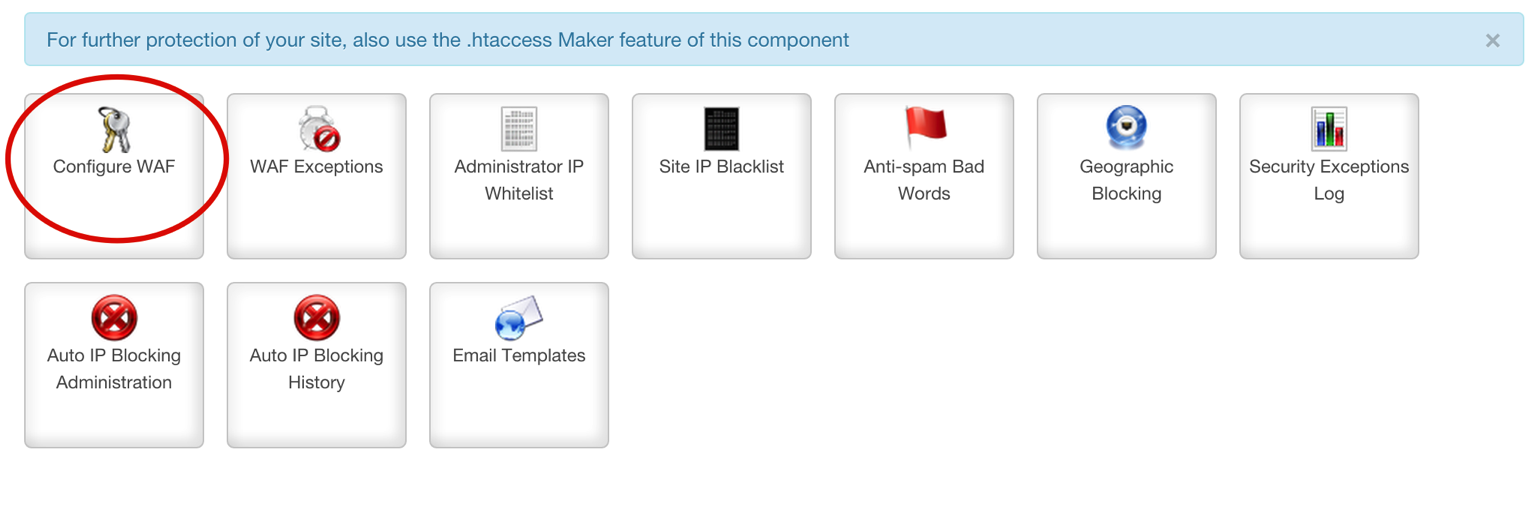 For further protection of your site, also use the .htaccess Maker feature of this component
×
Configure WAF
WAF Exceptions
Administrator IP
Whitelist
Site IP Blacklist
Anti-spam Bad
Words
Geographic
Blocking
Security Exceptions
Log
Auto IP Blocking
Administration
Auto IP Blocking
History
Email Templates